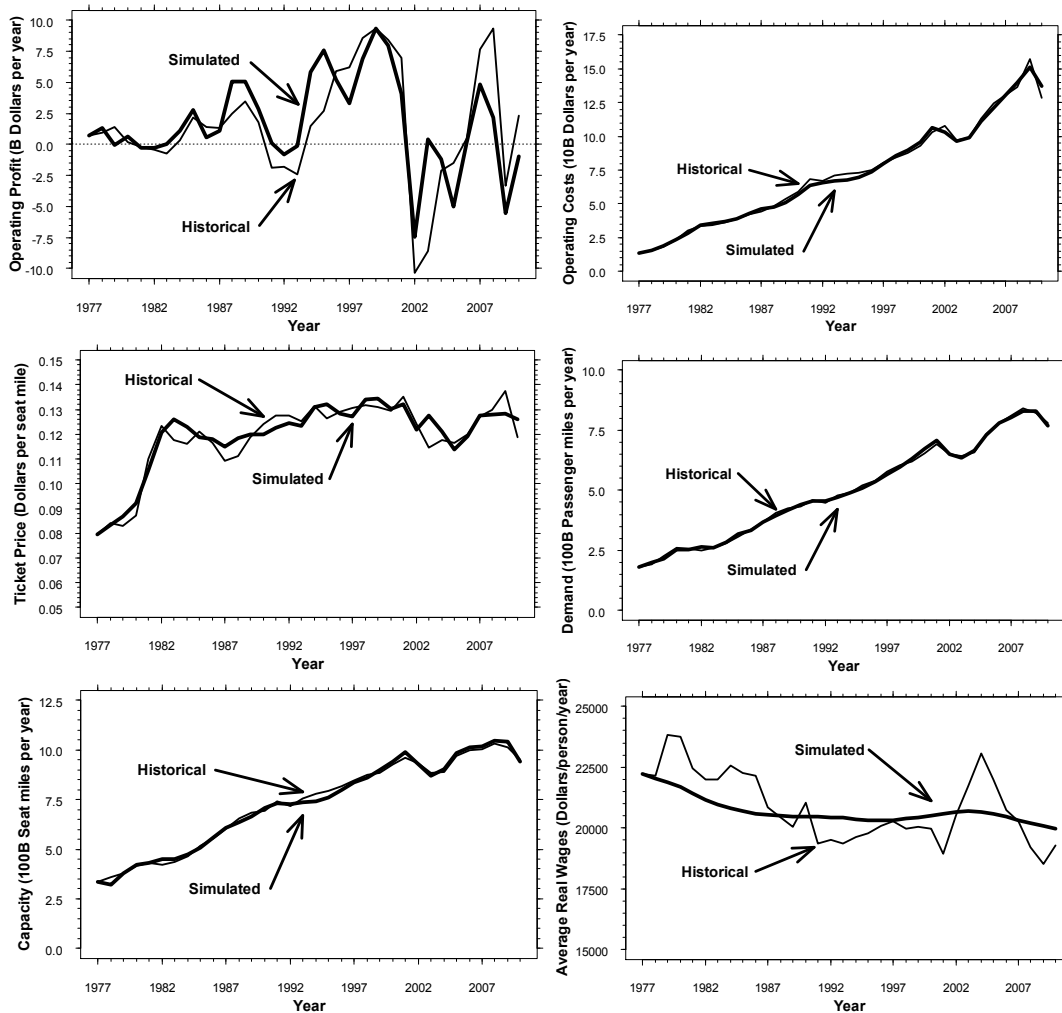 Operating Profit (B Dollars per year)
10.0
7.5
5.0
2.5
0.0
-2.5
-5.0
-7.5
-10.0
Simulated
Historical
1977 1982 1987 1992 1997 2002 2007
Year
Operating Costs (10B Dollars per year)
17.5
15.0
12.5
10.0
7.5
5.0
2.5
0.0
Historical
Simulated
1977 1982 1987 1992 1997 2002 2007
Year
Ticket Price (Dollars per seat mile)
0.15
0.14
0.13
0.12
0.11
0.10
0.09
0.08
0.07
0.06
0.05
Historical
Simulated
1977 1982 1987 1992 1997 2002 2007
Year
Demand (100B Passenger miles per year)
10.0
7.5
5.0
2.5
0.0
Historical
Simulated
1977 1982 1987 1992 1997 2002 2007
Year
Capacity (100B Seat miles per year)
12.5
10.0
7.5
5.0
2.5
0.0
Historical
Simulated
1977 1982 1987 1992 1997 2002 2007
Year
Average Real Wages (Dollars/person/year)
25000
22500
20000
17500
15000
Simulated
Historical
1977 1982 1987 1992 1997 2002 2007
Year